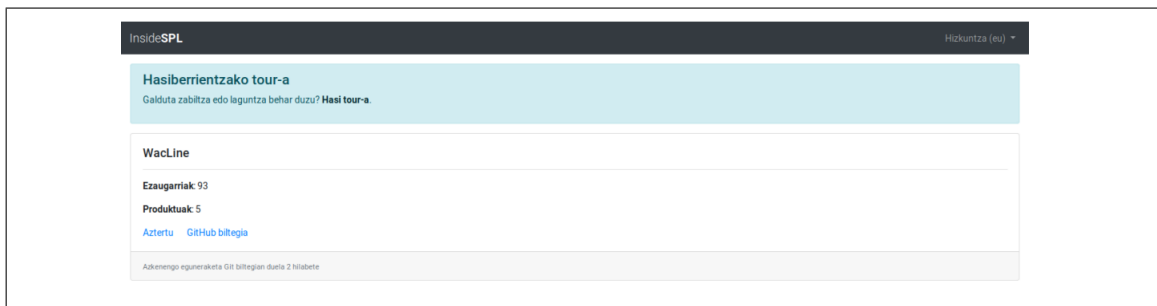 InsideSPL
Hizkuntza (eu)
Hasiberrientzako tour-a
Galduta zabiltza edo laguntza behar duzu? Hasi tour-a.
WacLine
Ezaugarriak: 93
Produktuak: 5
Aztertu GitHub biltegia
Azkenengo eguneraketa Git biltegian duela 2 hilabete